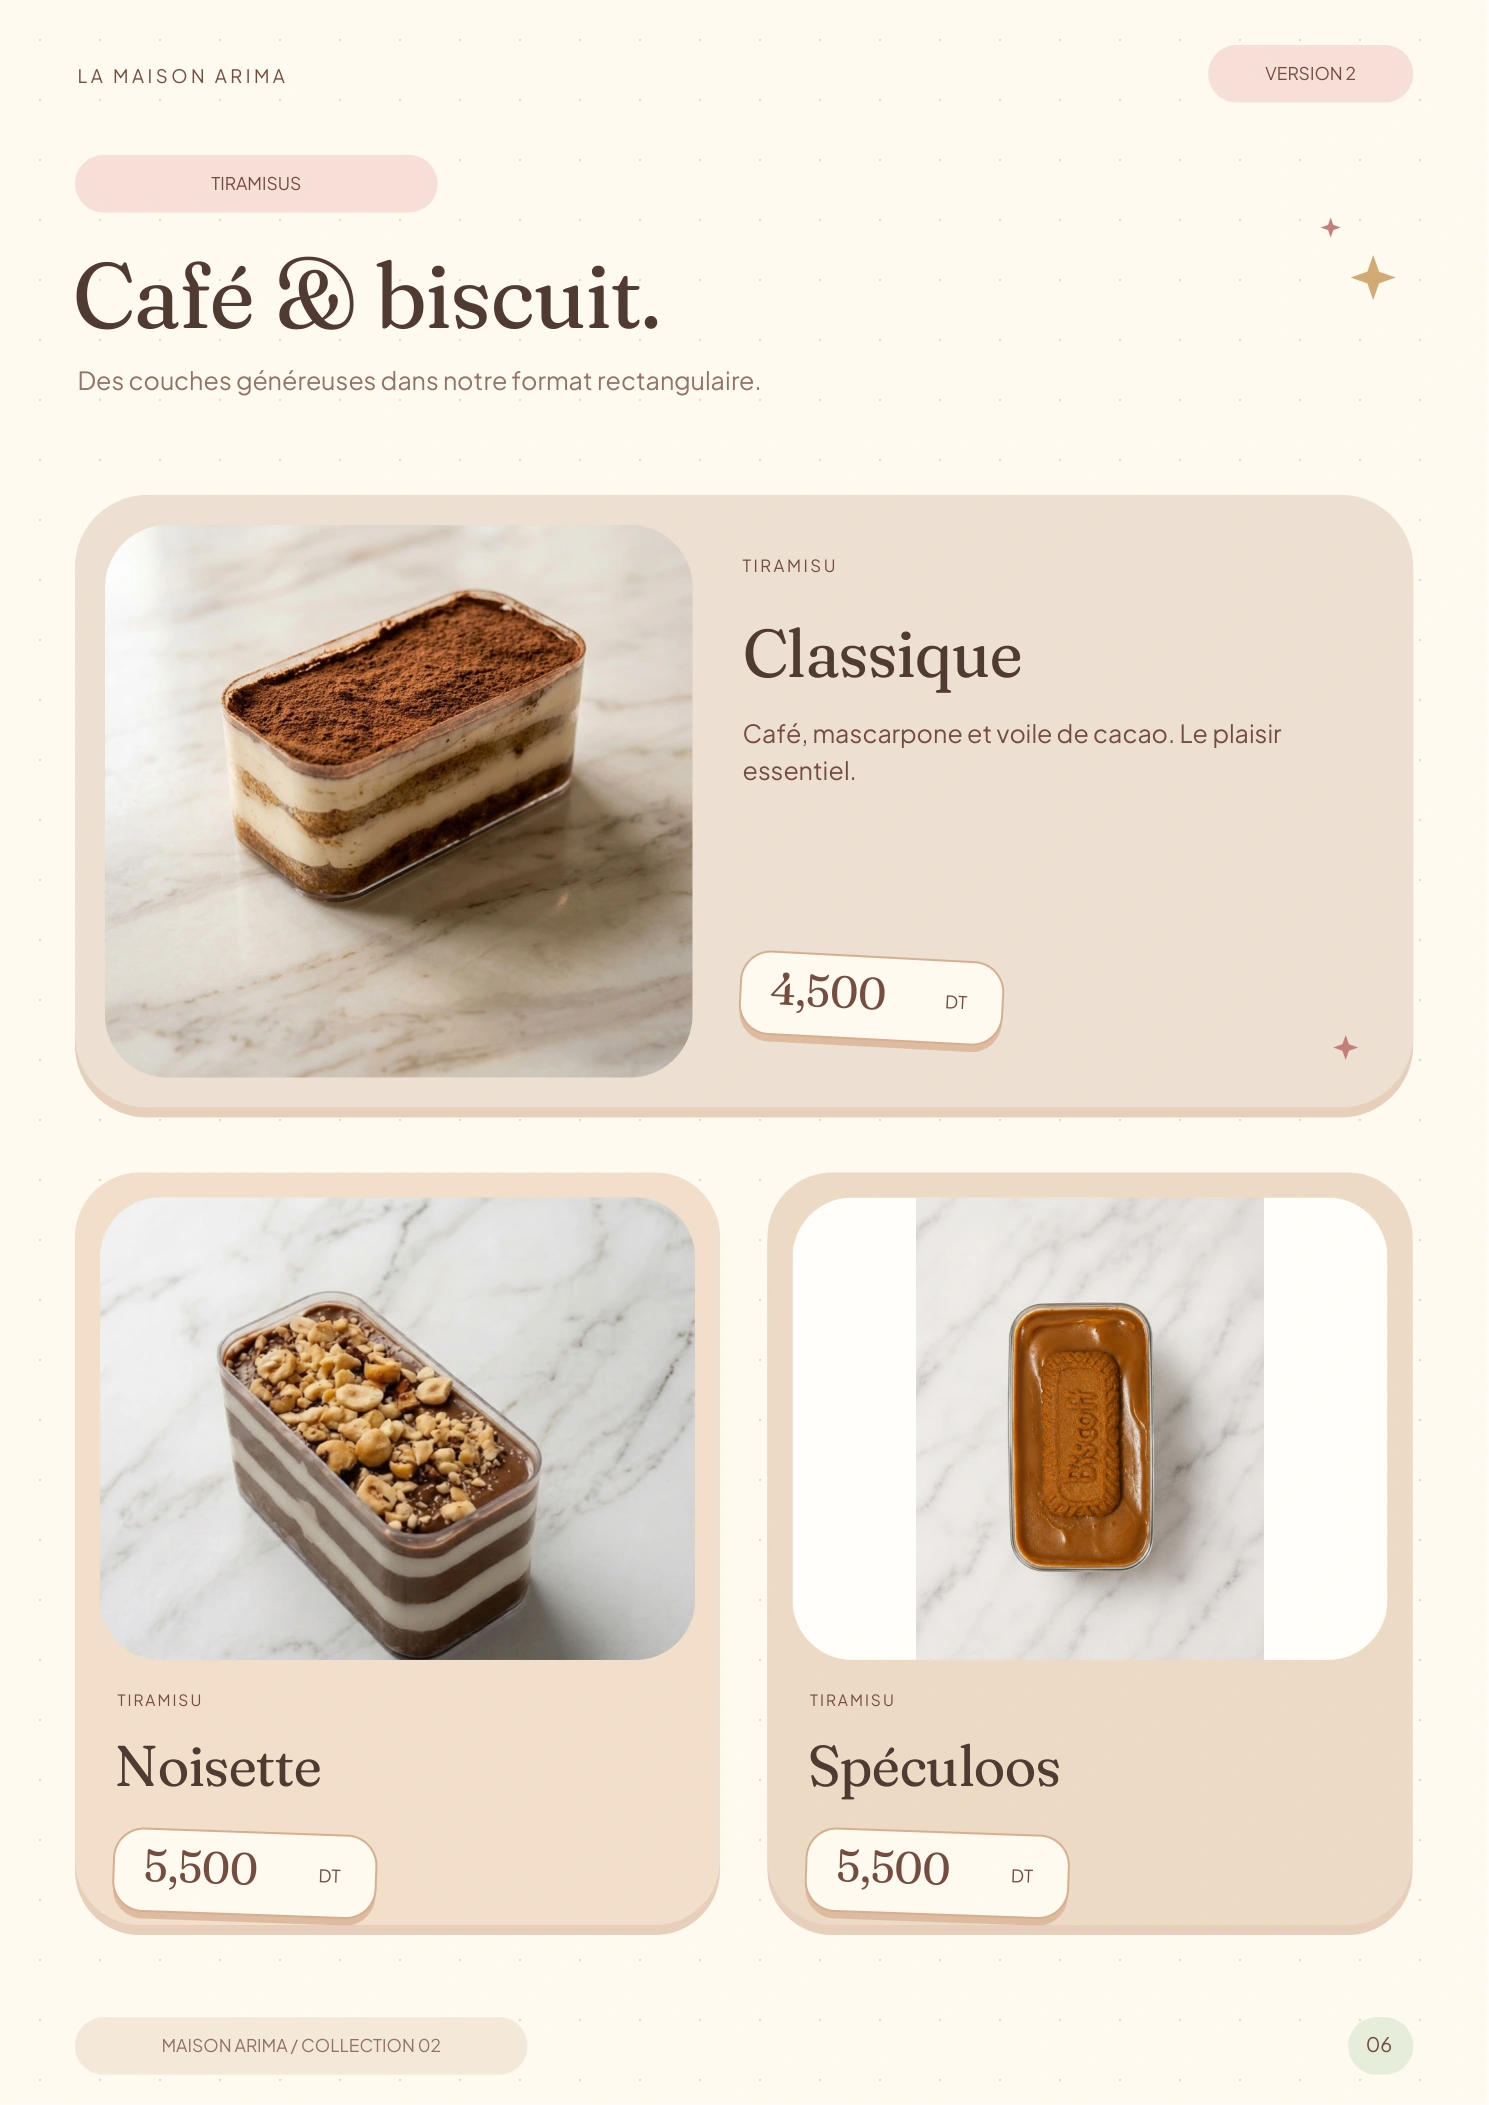 LA MAISON ARIMA
VERSION 2
TIRAMISUS
Café & biscuit.
Des couches généreuses dans notre format rectangulaire.
TIRAMISU
Classique
Café, mascarpone et voile de cacao. Le plaisir
essentiel.
4,500 DT
Biscoff
TIRAMISU
Noisette
5,500 DT
TIRAMISU
Spéculoos
5,500 DT
MAISON ARIMA / COLLECTION 02
06